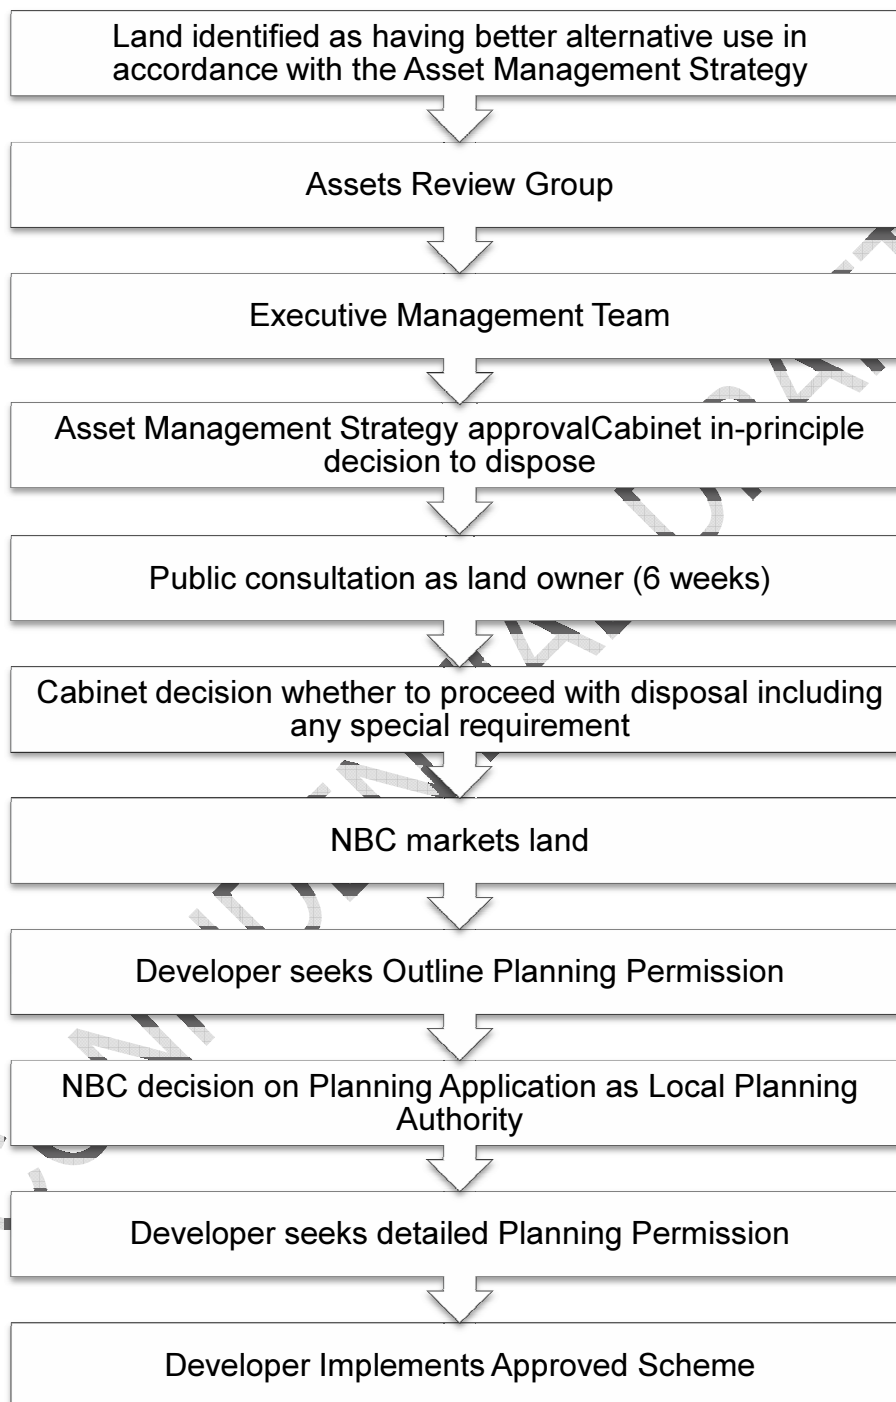 Land identified as having better alternative use in
accordance with the Asset Management Strategy
Assets Review Group
Executive Management Team
Asset Management Strategy approvalCabinet in-principle
decision to dispose
Public consultation as land owner (6 weeks)
Cabinet decision whether to proceed with disposal including
any special requirement
NBC markets land
Developer seeks Outline Planning Permission
NBC decision on Planning Application as Local Planning
Authority
Developer seeks detailed Planning Permission
Developer Implements Approved Scheme